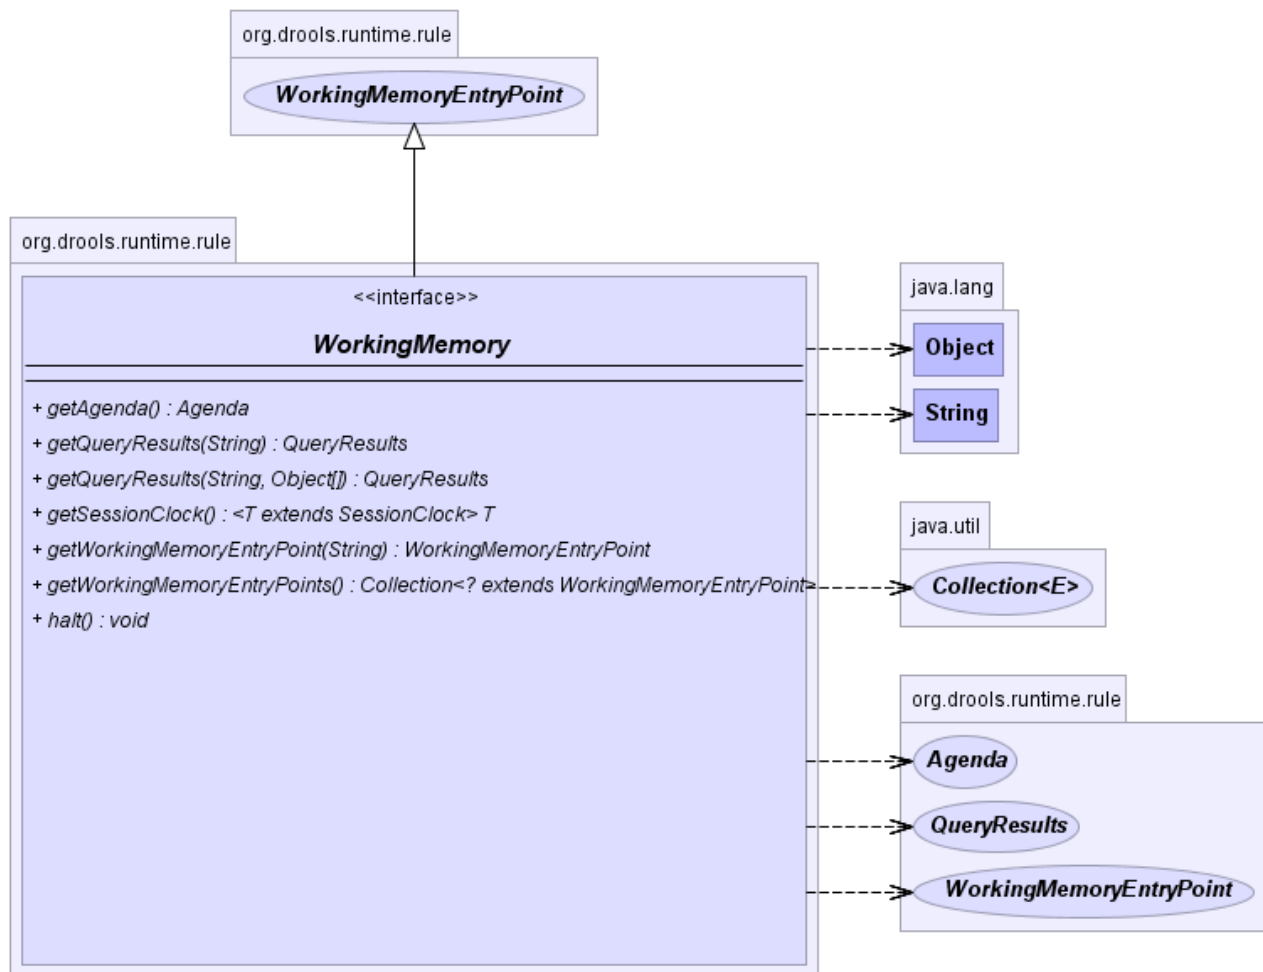 org.drools.runtime.rule
WorkingMemoryEntryPoint
org.drools.runtime.rule
<<interface>>
WorkingMemory
+ getAgenda() : Agenda
+ getQueryResults(String) : QueryResults
+ getQueryResults(String, Object[]) : QueryResults
+ getSessionClock() : <T extends SessionClock> T
+ getWorkingMemoryEntryPoint(String) : WorkingMemoryEntryPoint
+ getWorkingMemoryEntryPoints() : Collection<? extends WorkingMemoryEntryPoint>
+ halt() : void
java.lang
Object
String
java.util
Collection<E>
org.drools.runtime.rule
Agenda
QueryResults
WorkingMemoryEntryPoint